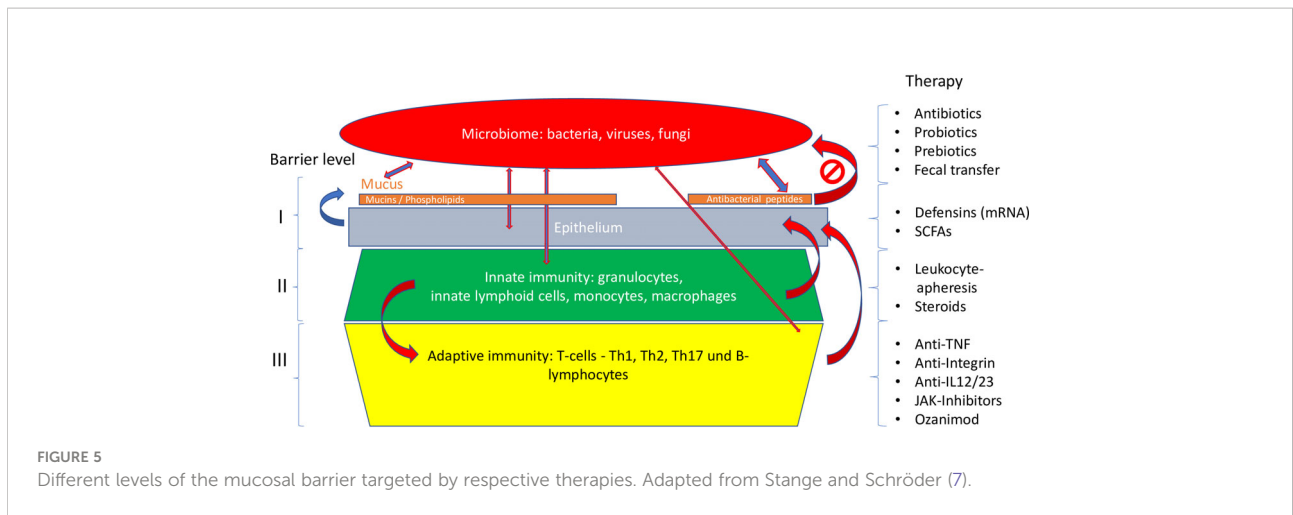 Therapy
Microbiome: bacteria, viruses, fungi
• Antibiotics
• Probiotics
• Prebiotics
• Fecal transfer
Barrier level
Mucus
Mucins / Phospholipids
Antibacterial peptides
I
Epithelium
• Defensins (mRNA)
• SCFAs
II
Innate immunity: granulocytes,
innate lymphoid cells, monocytes, macrophages
• Leukocyte-
apheresis
• Steroids
III
Adaptive immunity: T-cells - Th1, Th2, Th17 und B-
lymphocytes
• Anti-TNF
• Anti-Integrin
• Anti-IL12/23
• JAK-Inhibitors
• Ozanimod
FIGURE 5
Different levels of the mucosal barrier targeted by respective therapies. Adapted from Stange and Schröder (7).